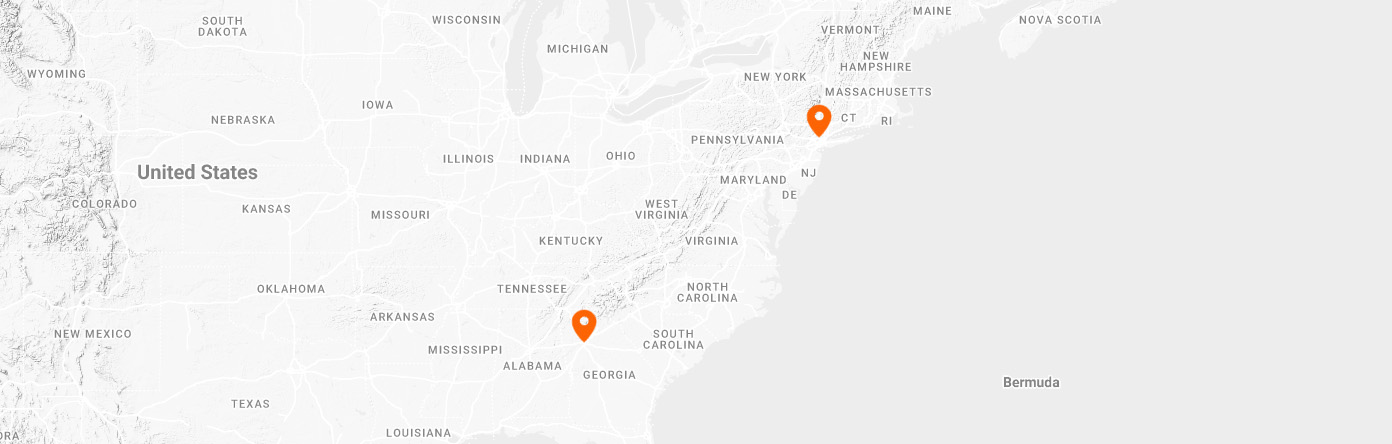 MAINE
SOUTH
DAKOTA
WISCONSIN
NOVA SCOTIA
VERMONT
MICHIGAN
NEW
HAMPSHIRE
WYOMING
NEW YORK
MASSACHUSETTS
IOWA
NEBRASKA
CT
RI
PENNSYLVANIA
ILLINOIS
INDIANA
OHIO
United States
NJ
MARYLAND
DE
COLORADO
KANSAS
MISSOURI
WEST
VIRGINIA
KENTUCKY
VIRGINIA
OKLAHOMA
TENNESSEE
NORTH
CAROLINA
ARKANSAS
NEW MEXICO
SOUTH
CAROLINA
MISSISSIPPI
ALABAMA
GEORGIA
Bermuda
TEXAS
LOUISIANA
ORA